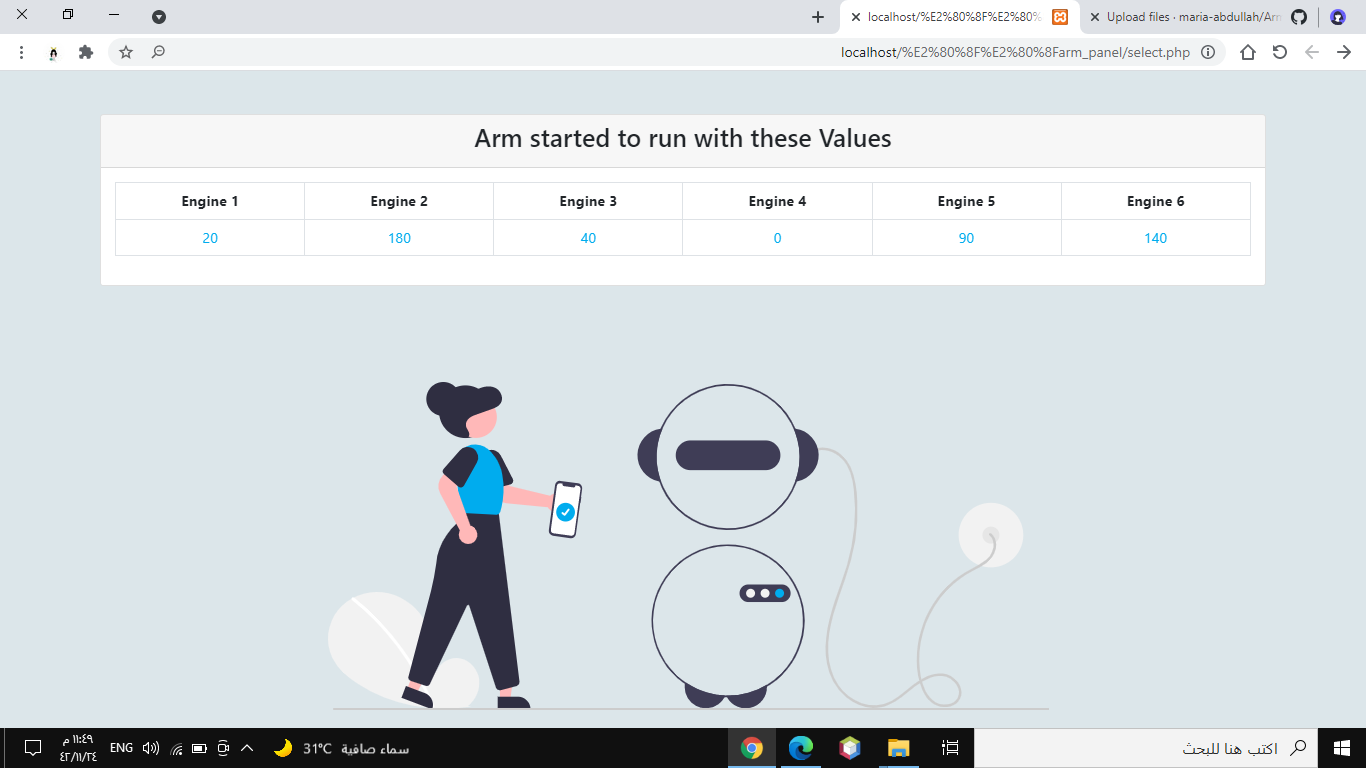 localhost/%E2%80%8F%E2%80%
Upload files · maria-abdullah/Arm
localhost/%E2%80%8F%E2%80%8Farm_panel/select.php
Arm started to run with these Values
Engine 1 Engine 2 Engine 3 Engine 4 Engine 5 Engine 6
20 180 40 0 90 140
١١:٤٩ م
٤٢/١١/٢٤
ENG
31°C سماء صافية
اكتب هنا للبحث